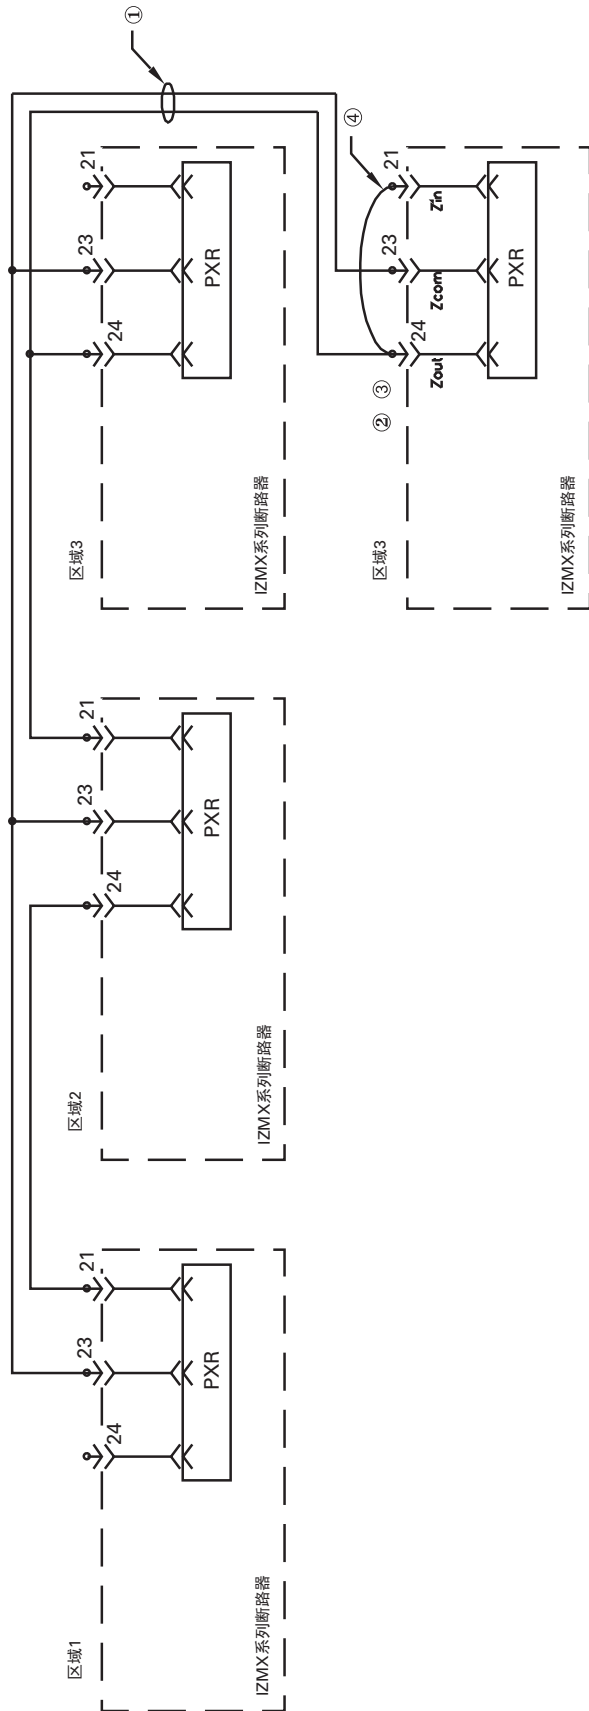 ①
21
23
24
PXR
区域3
IZMX系列断路器
④
21
23
24
Zin
Zcom
Zout
PXR
②
③
区域3
IZMX系列断路器
21
23
24
PXR
区域2
IZMX系列断路器
21
23
24
PXR
区域1
IZMX系列断路器